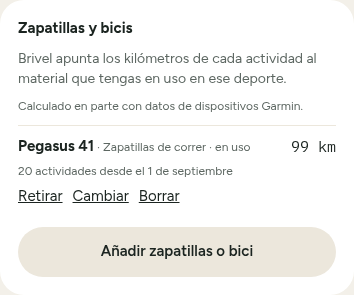 Zapatillas y bicis
Brivel apunta los kilómetros de cada actividad al
material que tengas en uso en ese deporte.
Calculado en parte con datos de dispositivos Garmin.
Pegasus 41 · Zapatillas de correr · en uso 99 km
20 actividades desde el 1 de septiembre
Retirar Cambiar Borrar
Añadir zapatillas o bici